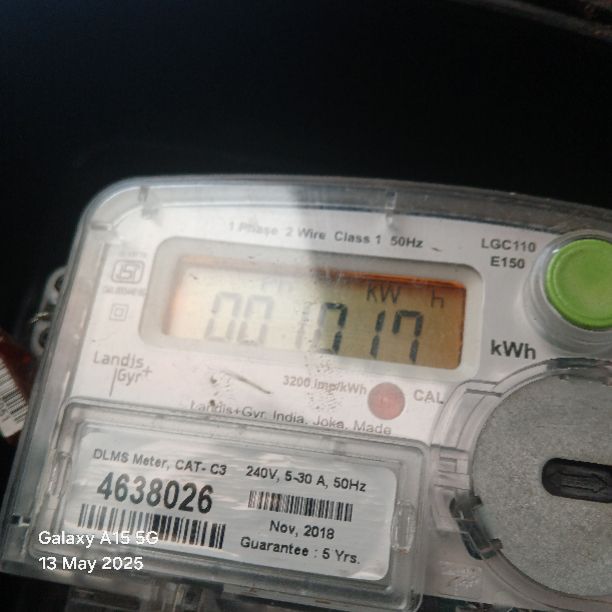 1 Phase 2 Wire Class 1 50Hz
LGC110
E150
kW h
kWh
Landis
Gyr+
3200 imp/kWh
CAL
Landis+Gyr, India, Joka, Made
DLMS Meter, CAT- C3
240V, 5-30 A, 50Hz
4638026
Nov, 2018
Guarantee : 5 Yrs.
Galaxy A15 5G
13 May 2025